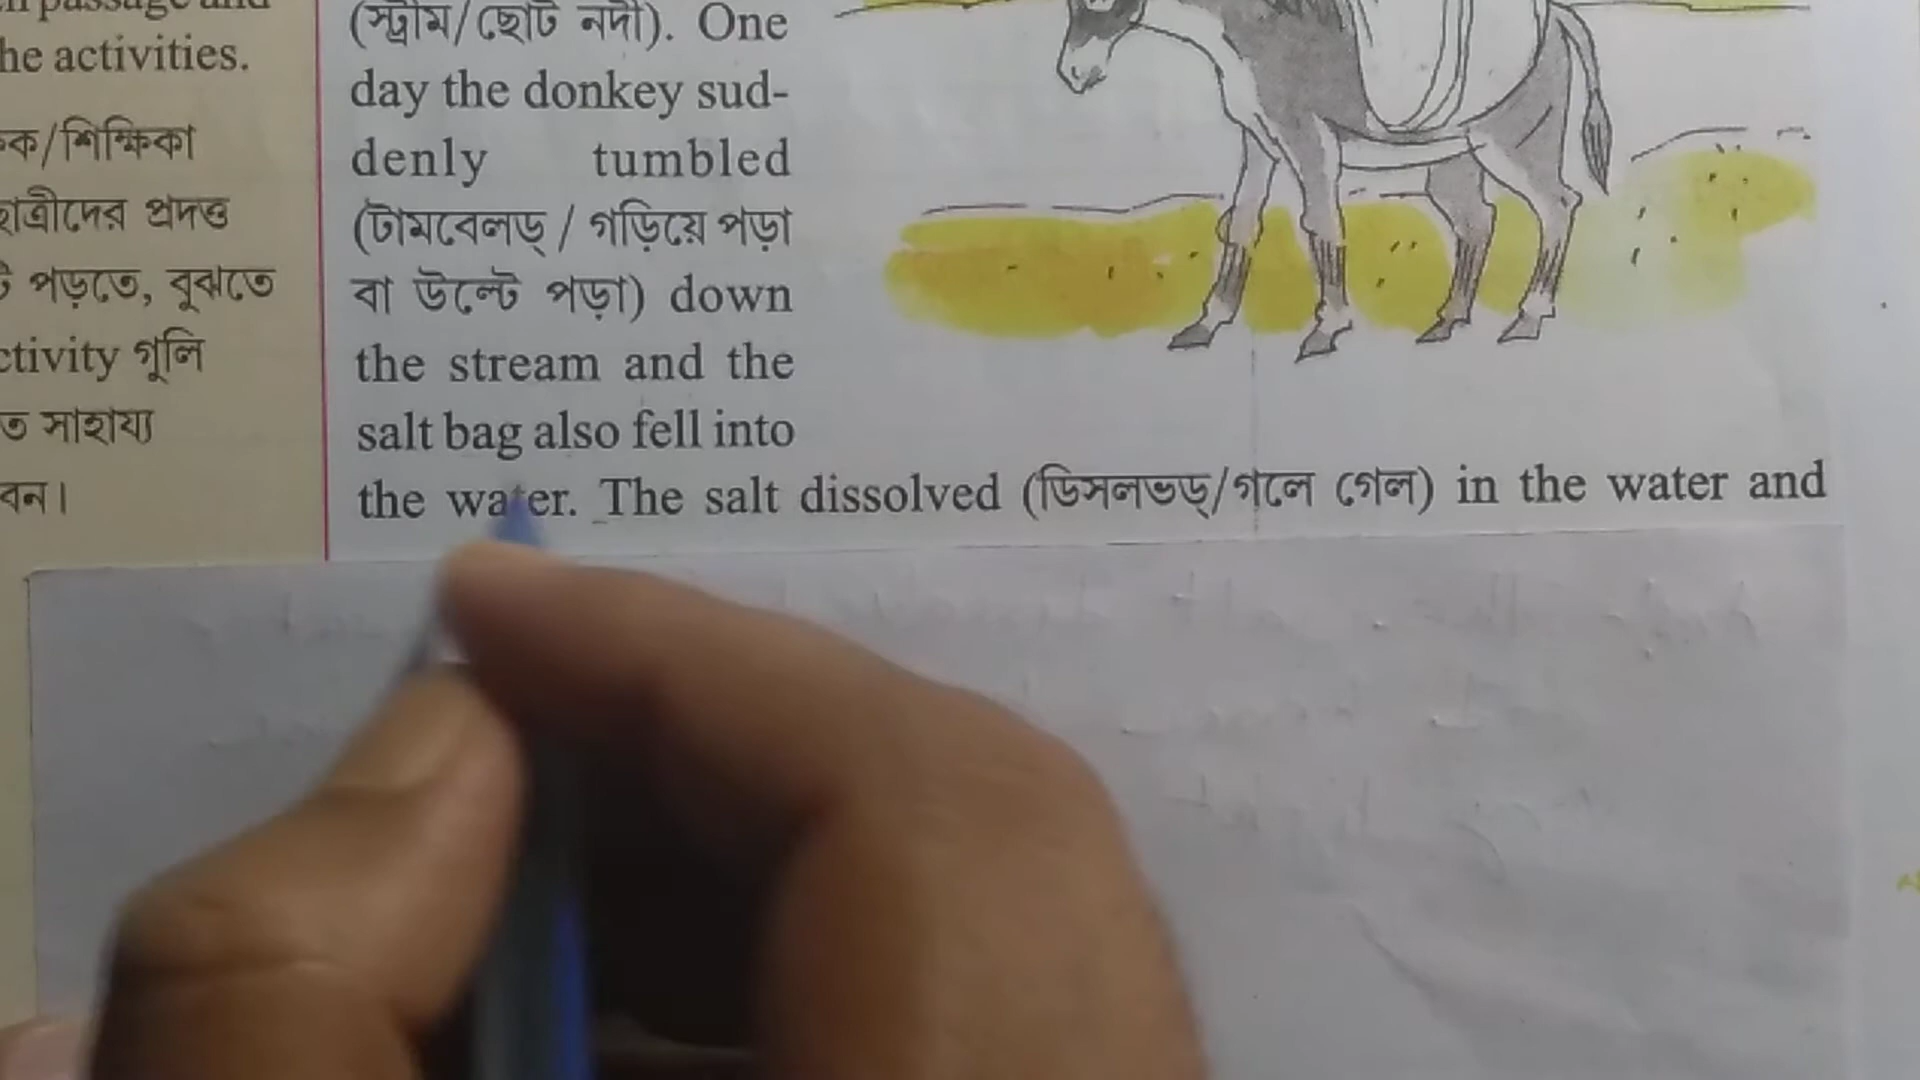 passage and
he activities.
ক/শিক্ষিকা
ছাত্রীদের প্রদত্ত
পড়তে, বুঝতে
ctivity গুলি
ত সাহায্য
বন।
(স্ট্রীম/ছোট নদী). One
day the donkey sud-
denly tumbled
(টামবেলড্ / গড়িয়ে পড়া
বা উল্টে পড়া) down
the stream and the
salt bag also fell into
the water. The salt dissolved (ডিসলভড্/গলে গেল) in the water and